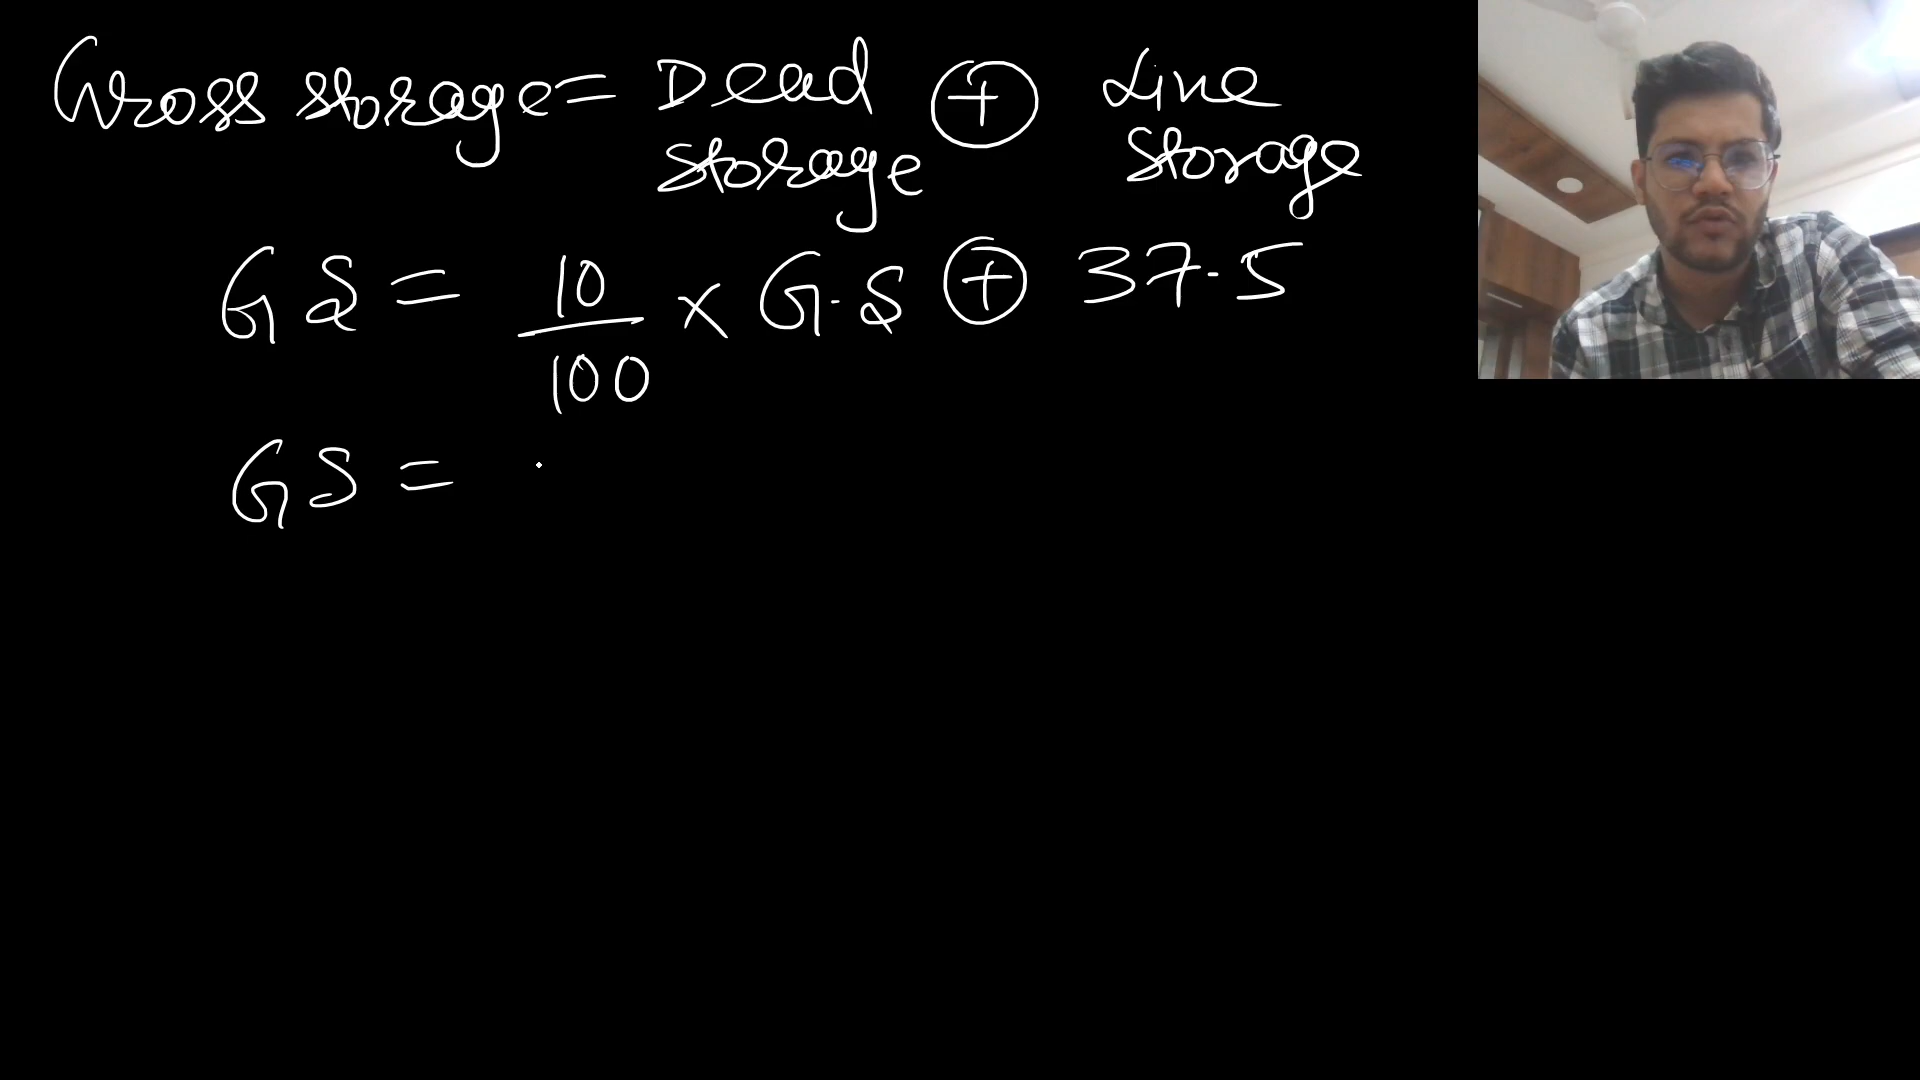 Gross storage = Dead storage ⊕ Live storage
GS = 10/100 x G.S ⊕ 37.5
GS =